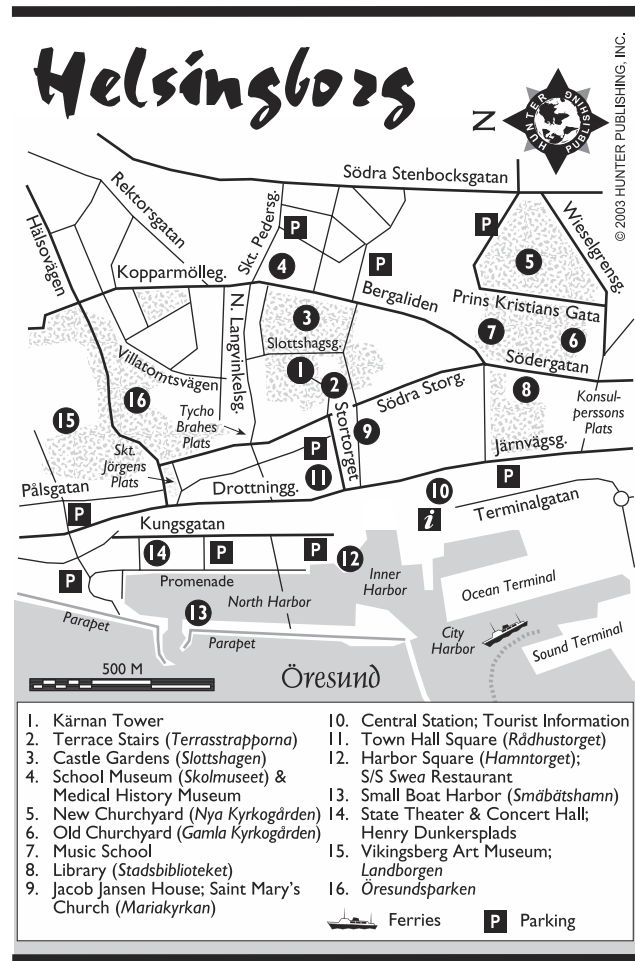 Helsingborg
© 2003 HUNTER PUBLISHING, INC.
N
HUNTER PUBLISHING
Södra Stenbocksgatan
Rektorsgatan
Hälsovägen
Skt. Pedersg.
P
P
P
Wieselgrensg.
5
4
Kopparmölleg.
Bergaliden
Prins Kristians Gata
N. Langvinkelsg.
3
7
6
Slottshagsg.
Södergatan
Villatomtsvägen
1
2
8
16
Södra Storg.
Konsul-
perssons
Plats
15
Tycho
Brahes
Plats
Stortorget
9
Skt.
Jörgens
Plats
P
Järnvägsg.
11
P
Pålsgatan
Drottningg.
10
P
i
Terminalgatan
Kungsgatan
14
P
P
12
P
Promenade
Inner
Harbor
Ocean Terminal
13
North Harbor
Parapet
Parapet
City
Harbor
Sound Terminal
500 M
Öresund
1. Kärnan Tower
2. Terrace Stairs (Terrasstrapporna)
3. Castle Gardens (Slottshagen)
4. School Museum (Skolmuseet) &
Medical History Museum
5. New Churchyard (Nya Kyrkogården)
6. Old Churchyard (Gamla Kyrkogården)
7. Music School
8. Library (Stadsbiblioteket)
9. Jacob Jansen House; Saint Mary's
Church (Mariakyrkan)
10. Central Station; Tourist Information
11. Town Hall Square (Rådhustorget)
12. Harbor Square (Hamntorget);
S/S Swea Restaurant
13. Small Boat Harbor (Småbåtshamn)
14. State Theater & Concert Hall;
Henry Dunkersplads
15. Vikingsberg Art Museum;
Landborgen
16. Öresundsparken
Ferries
P Parking